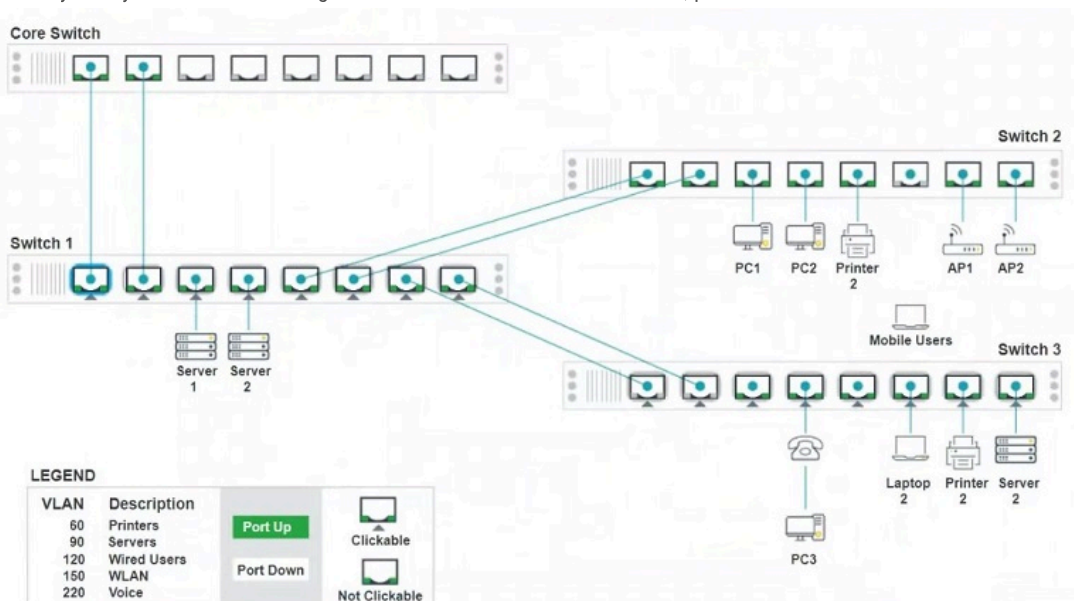 Core Switch
Switch 2
PC1 PC2 Printer 2 AP1 AP2
Switch 1
Server 1 Server 2
Mobile Users
Switch 3
Laptop 2 Printer 2 Server 2
PC3
LEGEND
VLAN Description
60 Printers
90 Servers
120 Wired Users
150 WLAN
220 Voice
Port Up
Port Down
Clickable
Not Clickable